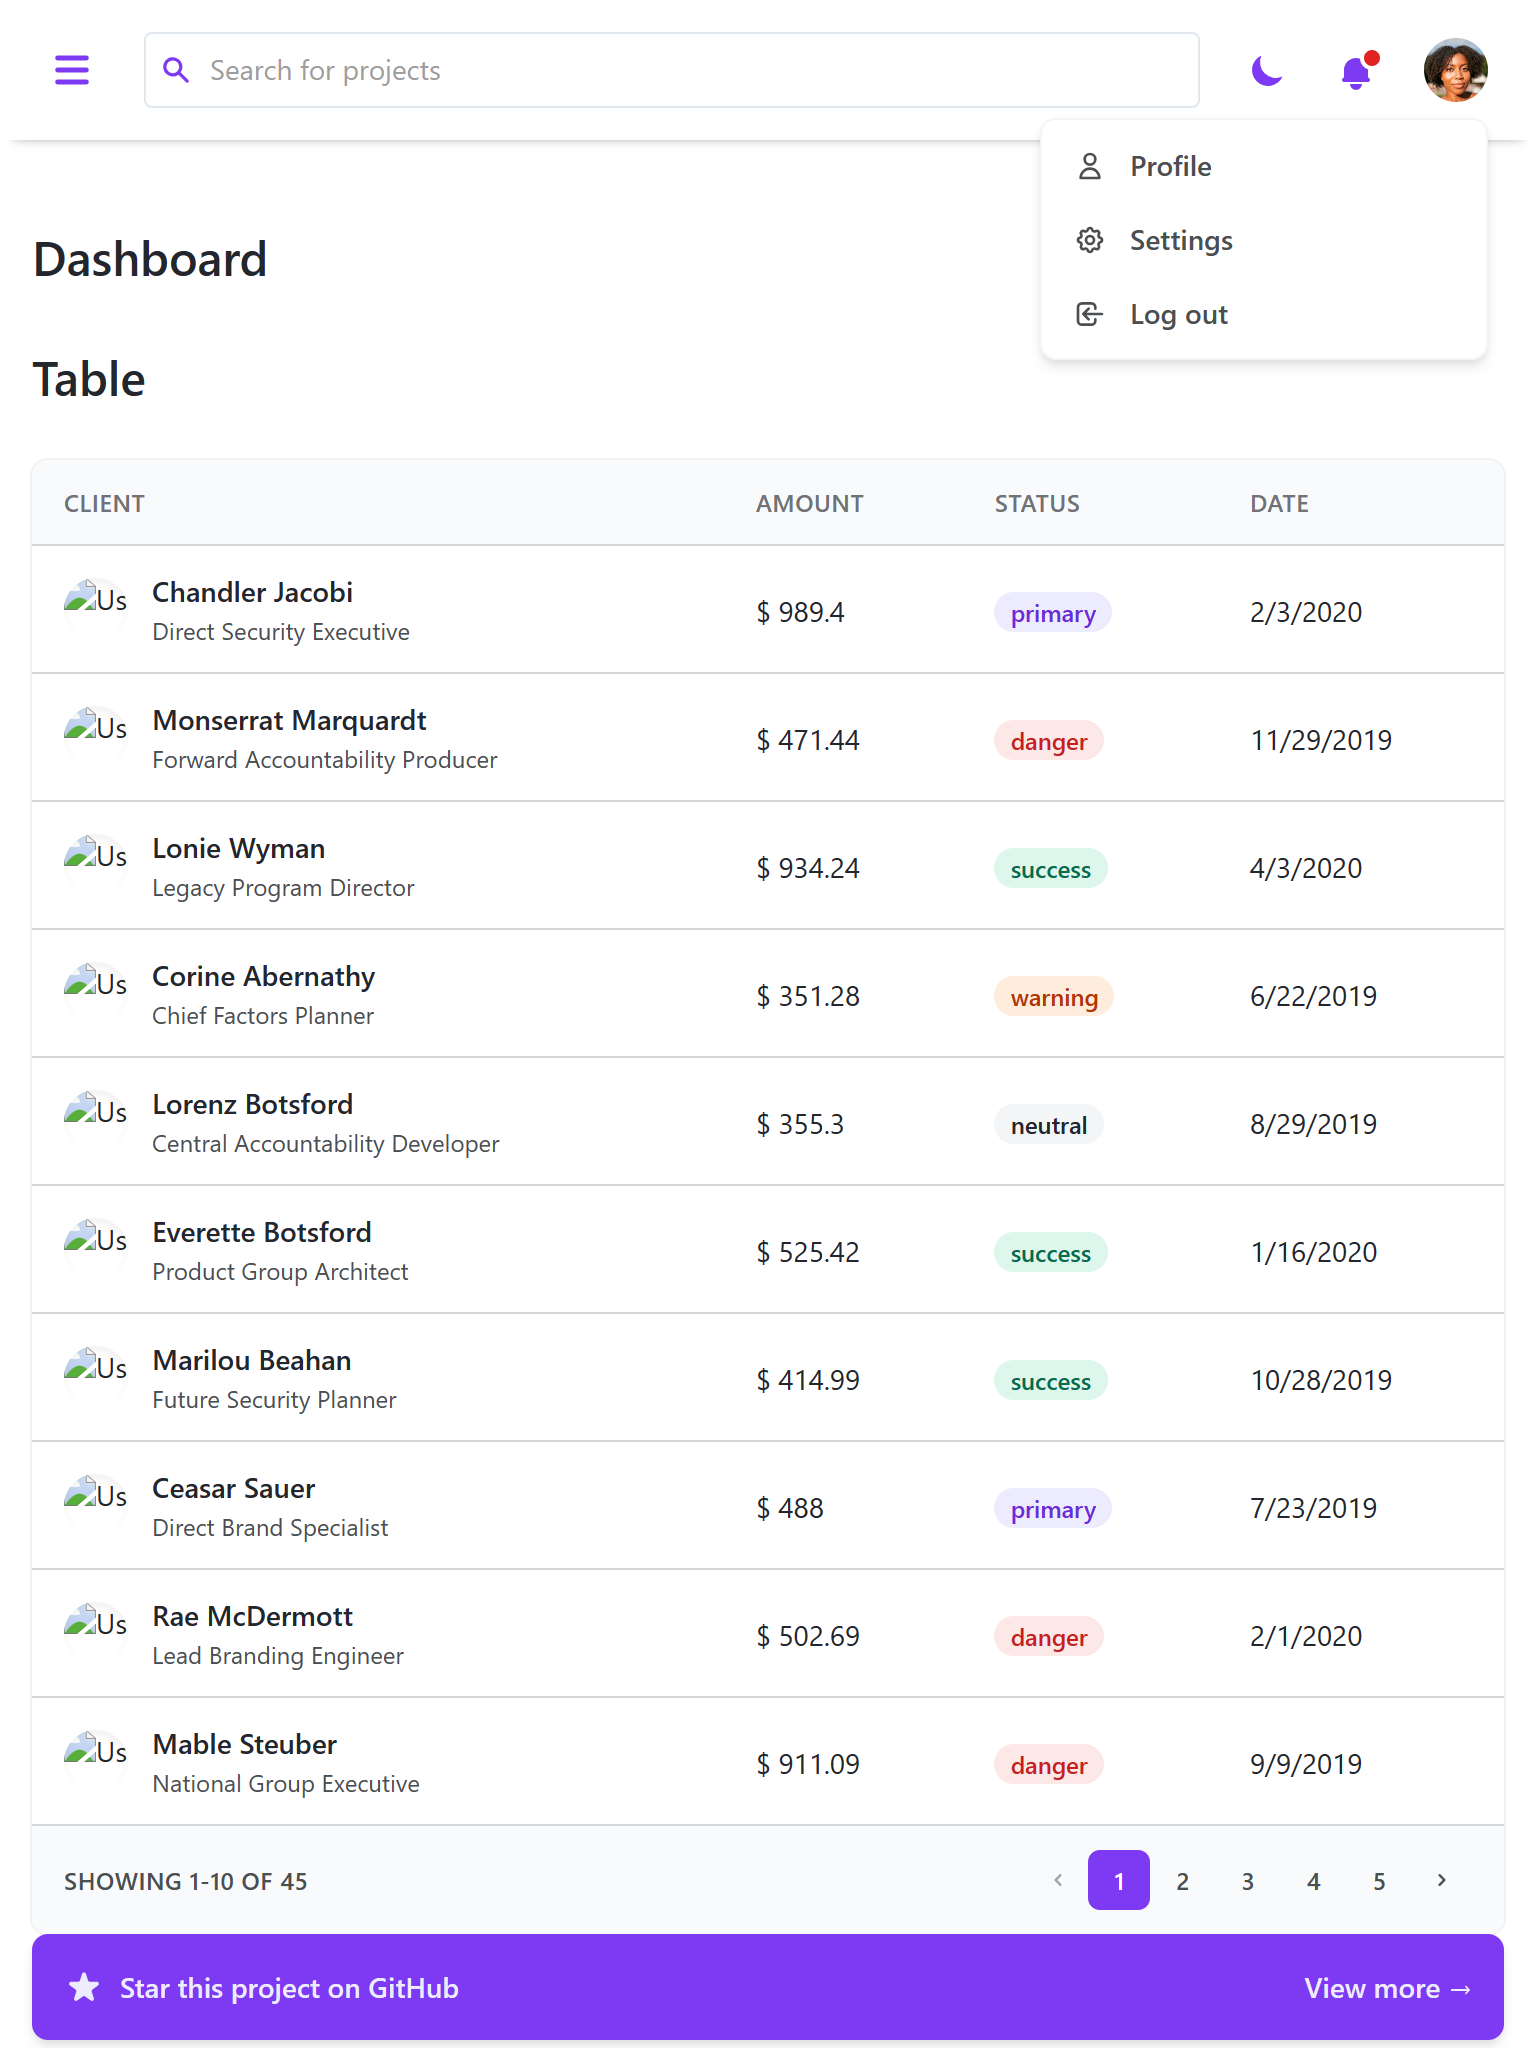 Search for projects
Profile
Settings
Log out
Dashboard
Table
CLIENT AMOUNT STATUS DATE
Us Chandler Jacobi
Direct Security Executive
$ 989.4 primary 2/3/2020
Us Monserrat Marquardt
Forward Accountability Producer
$ 471.44 danger 11/29/2019
Us Lonie Wyman
Legacy Program Director
$ 934.24 success 4/3/2020
Us Corine Abernathy
Chief Factors Planner
$ 351.28 warning 6/22/2019
Us Lorenz Botsford
Central Accountability Developer
$ 355.3 neutral 8/29/2019
Us Everette Botsford
Product Group Architect
$ 525.42 success 1/16/2020
Us Marilou Beahan
Future Security Planner
$ 414.99 success 10/28/2019
Us Ceasar Sauer
Direct Brand Specialist
$ 488 primary 7/23/2019
Us Rae McDermott
Lead Branding Engineer
$ 502.69 danger 2/1/2020
Us Mable Steuber
National Group Executive
$ 911.09 danger 9/9/2019
SHOWING 1-10 OF 45 1 2 3 4 5
Star this project on GitHub View more →